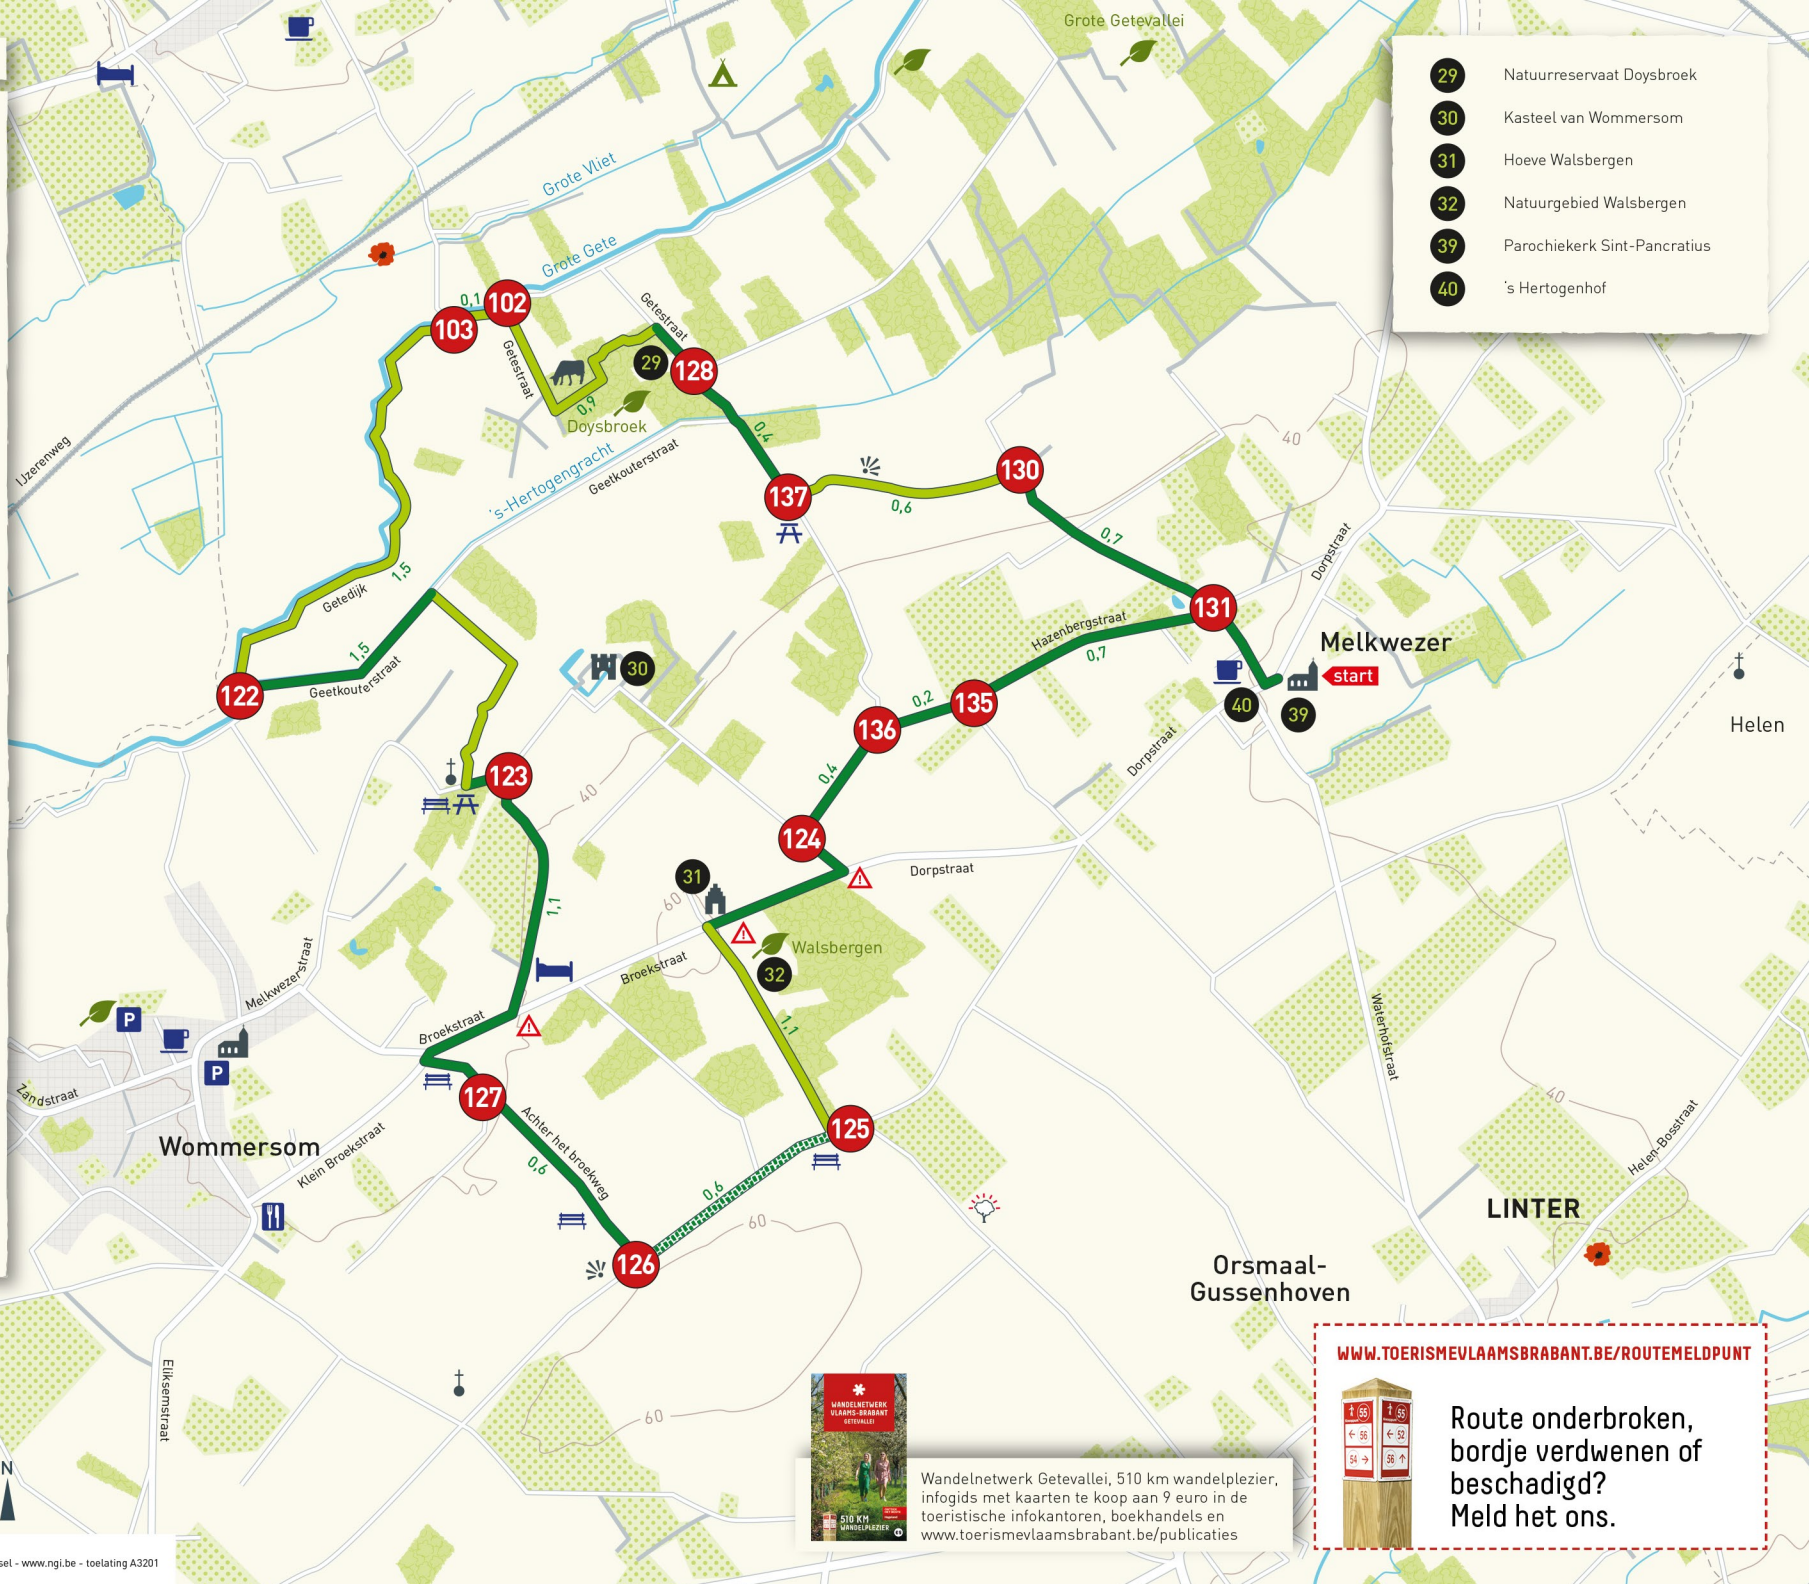 Grote Getevallei
29 Natuurreservaat Doysbroek
30 Kasteel van Wommersom
31 Hoeve Walsbergen
32 Natuurgebied Walsbergen
39 Parochiekerk Sint-Pancratius
40 's Hertogenhof
Grote Vliet
Grote Gete
0,1
102
103
Getestraat
Getestraat
29
128
0,9
Doysbroek
0,4
IJzerenweg
's-Hertogengracht
Geetkouterstraat
137
0,6
130
40
0,7
Dorpstraat
1,5
Getedijk
131
Hazenbergstraat
0,7
Melkwezer
start
1,5
Geetkouterstraat
122
30
0,2
135
136
40
39
Helen
Dorpstraat
123
40
0,4
124
31
60
Dorpstraat
1,1
Walsbergen
32
Broekstraat
Melkwezerstraat
P
Broekstraat
1,1
Waterhofstraat
P
Zandstraat
127
Achter het broekweg
0,6
125
40
Wommersom
Klein Broekstraat
0,6
Helen-Bosstraat
LINTER
60
126
Orsmaal-
Gussenhoven
Eliksemstraat
60
N
WWW.TOERISMEVLAAMSBRABANT.BE/ROUTEMELDPUNT
Route onderbroken,
bordje verdwenen of
beschadigd?
Meld het ons.
55
55
56
52
54
56
WANDELNETWERK
VLAAMS-BRABANT
GETEVALLEI
510 KM
WANDELPLEZIER
Wandelnetwerk Getevallei, 510 km wandelplezier,
infogids met kaarten te koop aan 9 euro in de
toeristische infokantoren, boekhandels en
www.toerismevlaamsbrabant.be/publicaties
sel - www.ngi.be - toelating A3201